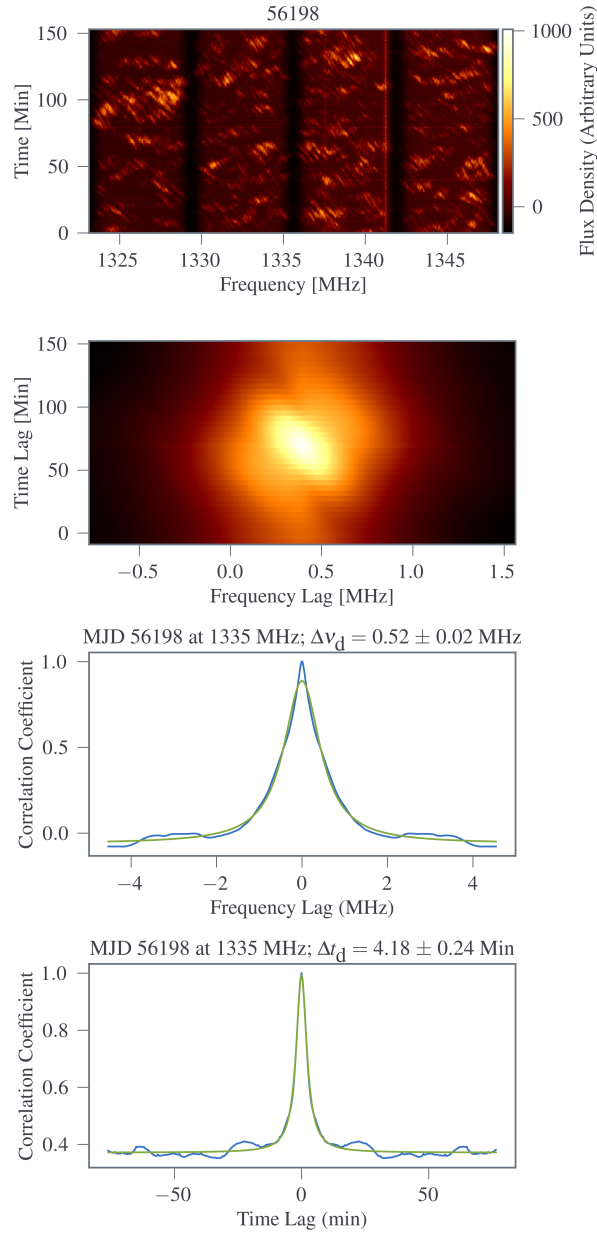 56198
150
100
50
0
Time [Min]
1325 1330 1335 1340 1345
Frequency [MHz]
1000
500
0
Flux Density (Arbitrary Units)
150
100
50
0
Time Lag [Min]
−0.5 0.0 0.5 1.0 1.5
Frequency Lag [MHz]
MJD 56198 at 1335 MHz; Δν_d = 0.52 ± 0.02 MHz
1.0
0.5
0.0
Correlation Coefficient
−4 −2 0 2 4
Frequency Lag (MHz)
MJD 56198 at 1335 MHz; Δt_d = 4.18 ± 0.24 Min
1.0
0.8
0.6
0.4
Correlation Coefficient
−50 0 50
Time Lag (min)